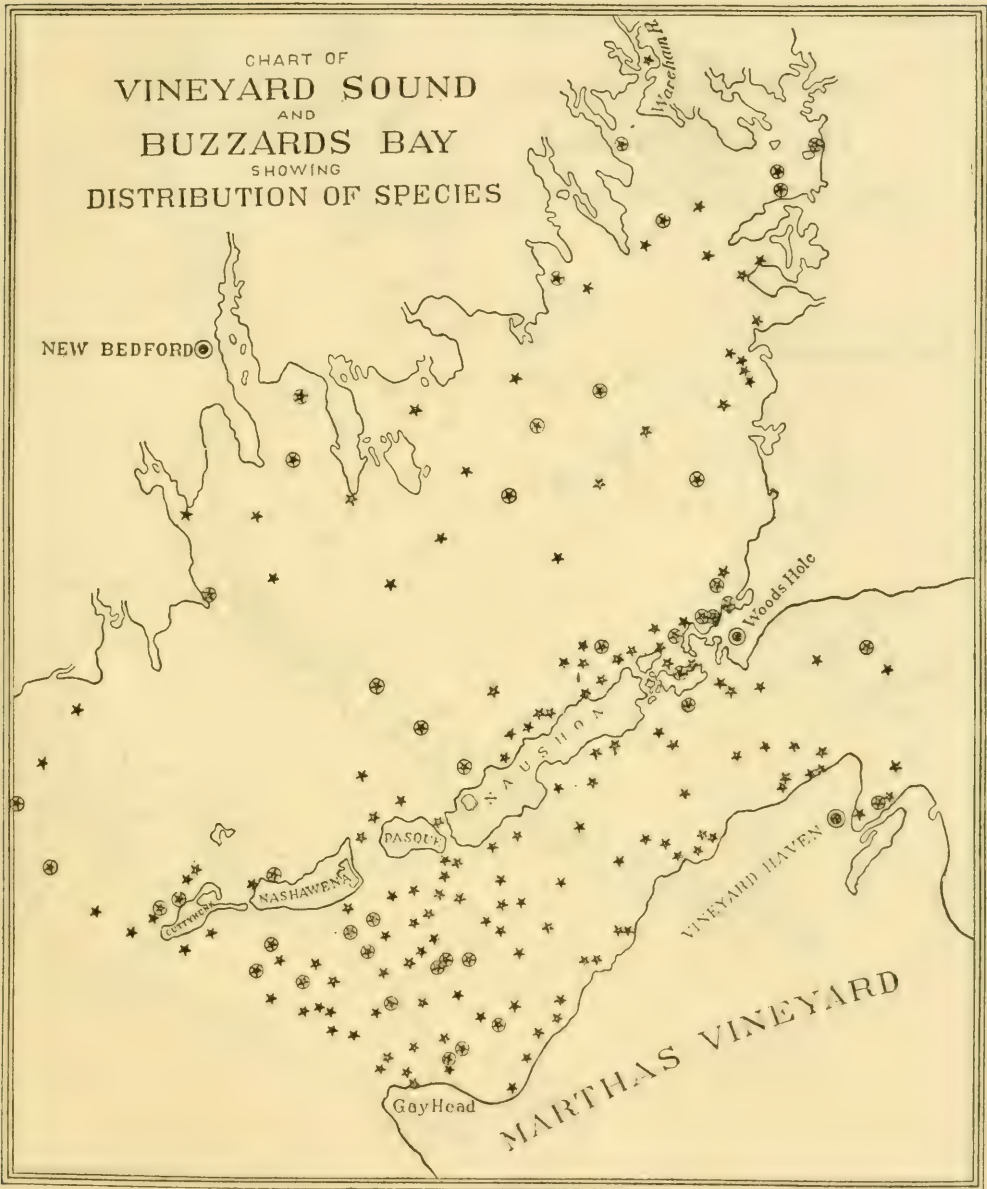 CHART OF
VINEYARD SOUND
AND
BUZZARDS BAY
SHOWING
DISTRIBUTION OF SPECIES
Wareham R.
NEW BEDFORD
Woods Hole
NAUSHON
PASQUE
NASHAWENA
CUTTYHUNK
VINEYARD HAVEN
MARTHAS VINEYARD
Gay Head